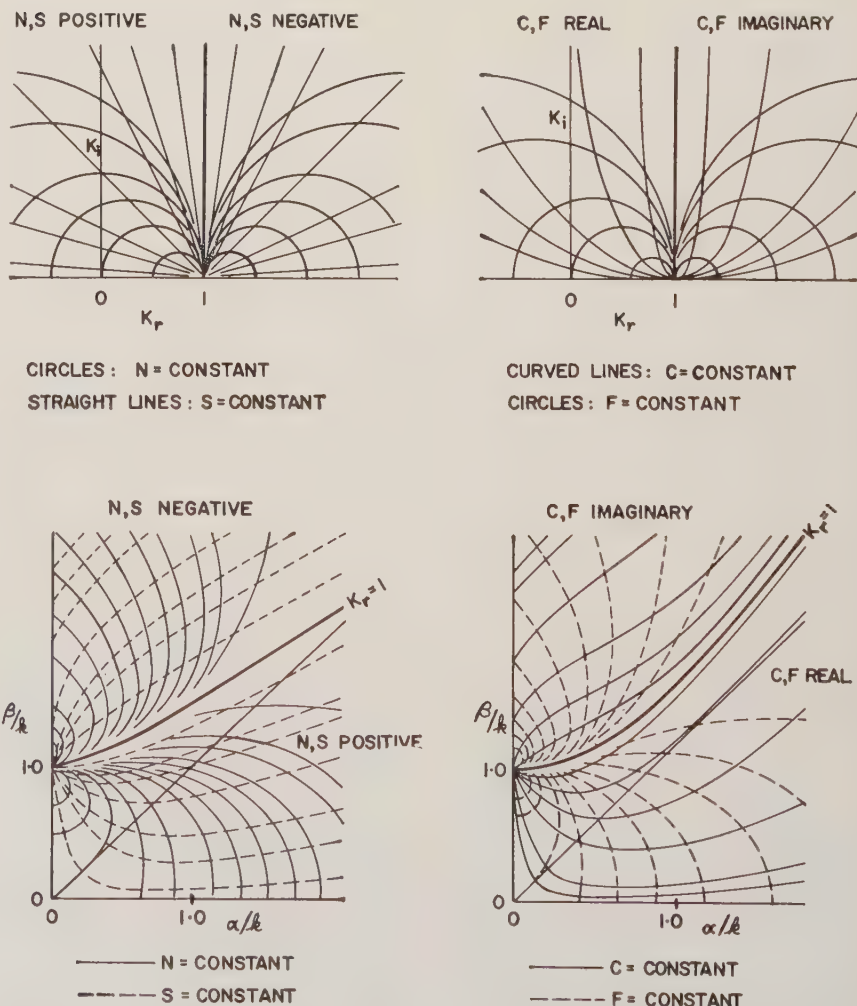 N,S POSITIVE
N,S NEGATIVE
Ki
0
1
Kr
CIRCLES: N = CONSTANT
STRAIGHT LINES: S = CONSTANT
C,F REAL
C,F IMAGINARY
Ki
0
1
Kr
CURVED LINES: C = CONSTANT
CIRCLES: F = CONSTANT
N,S NEGATIVE
Kr=1
β/k
1·0
N,S POSITIVE
0
0
1·0
α/k
N = CONSTANT
S = CONSTANT
C,F IMAGINARY
Kr=1
C,F REAL
β/k
1·0
0
0
1·0
α/k
C = CONSTANT
F = CONSTANT